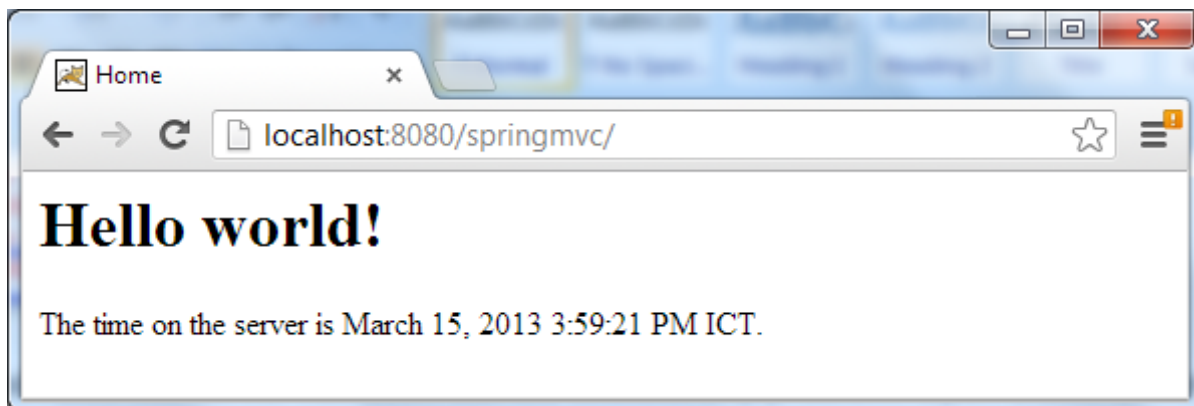 Home
localhost:8080/springmvc/
Hello world!
The time on the server is March 15, 2013 3:59:21 PM ICT.